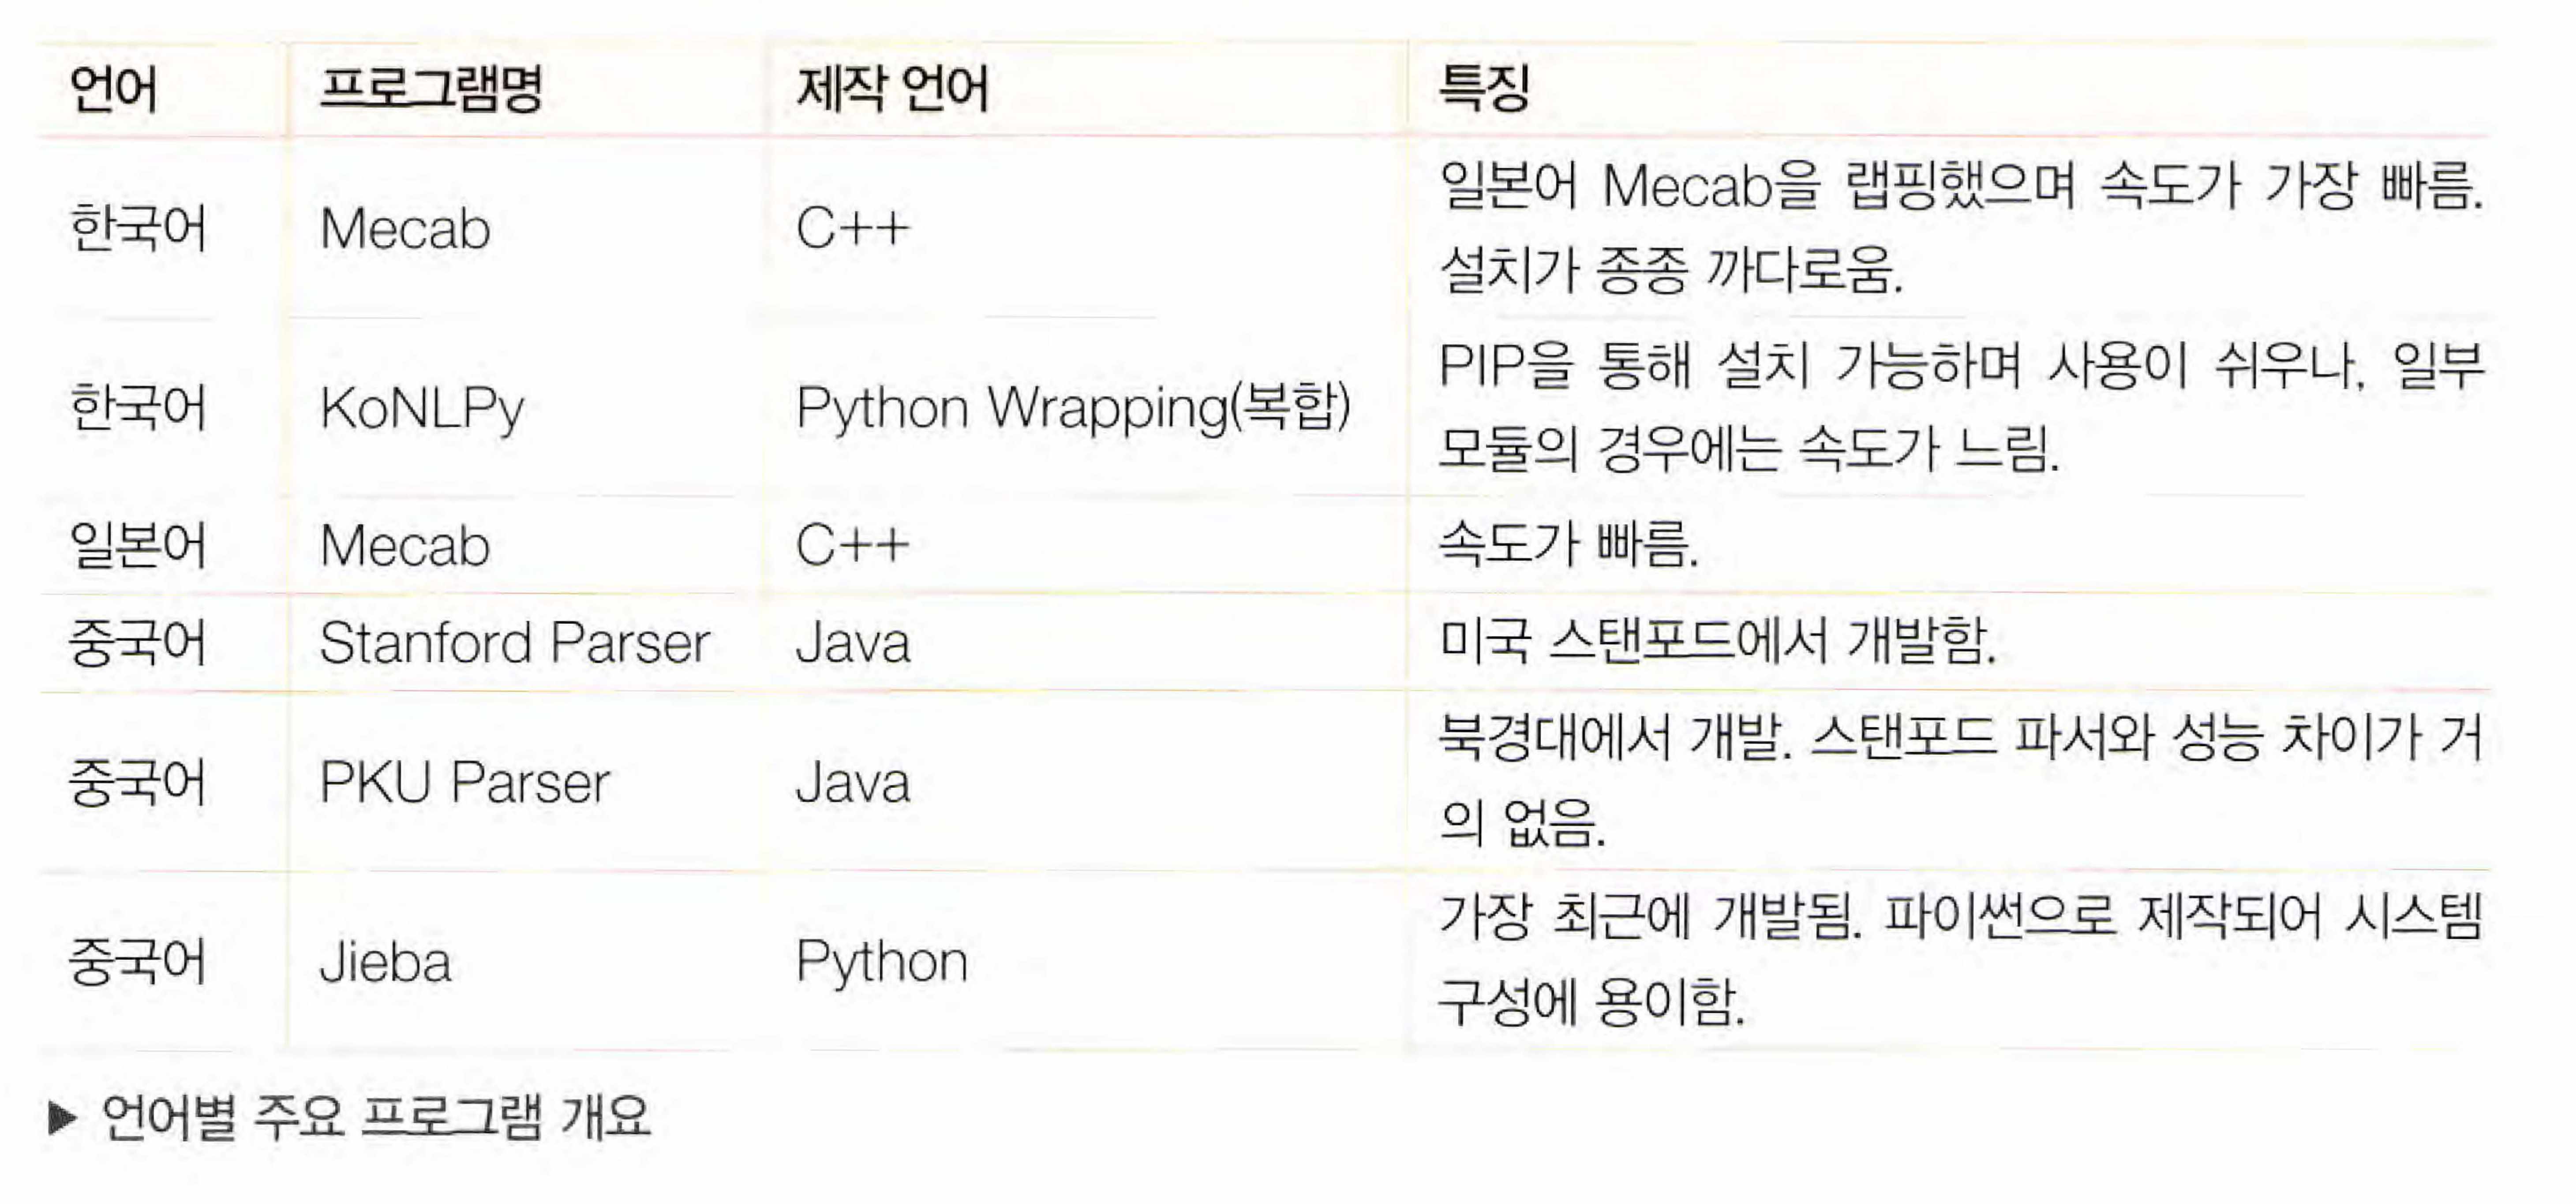 언어 프로그램명 제작 언어 특징
한국어 Mecab C++ 일본어 Mecab을 랩핑했으며 속도가 가장 빠름.
설치가 종종 까다로움.
한국어 KoNLPy Python Wrapping(복합) PIP을 통해 설치 가능하며 사용이 쉬우나, 일부
모듈의 경우에는 속도가 느림.
일본어 Mecab C++ 속도가 빠름.
중국어 Stanford Parser Java 미국 스탠포드에서 개발함.
중국어 PKU Parser Java 북경대에서 개발. 스탠포드 파서와 성능 차이가 거
의 없음.
중국어 Jieba Python 가장 최근에 개발됨. 파이썬으로 제작되어 시스템
구성에 용이함.
▶ 언어별 주요 프로그램 개요